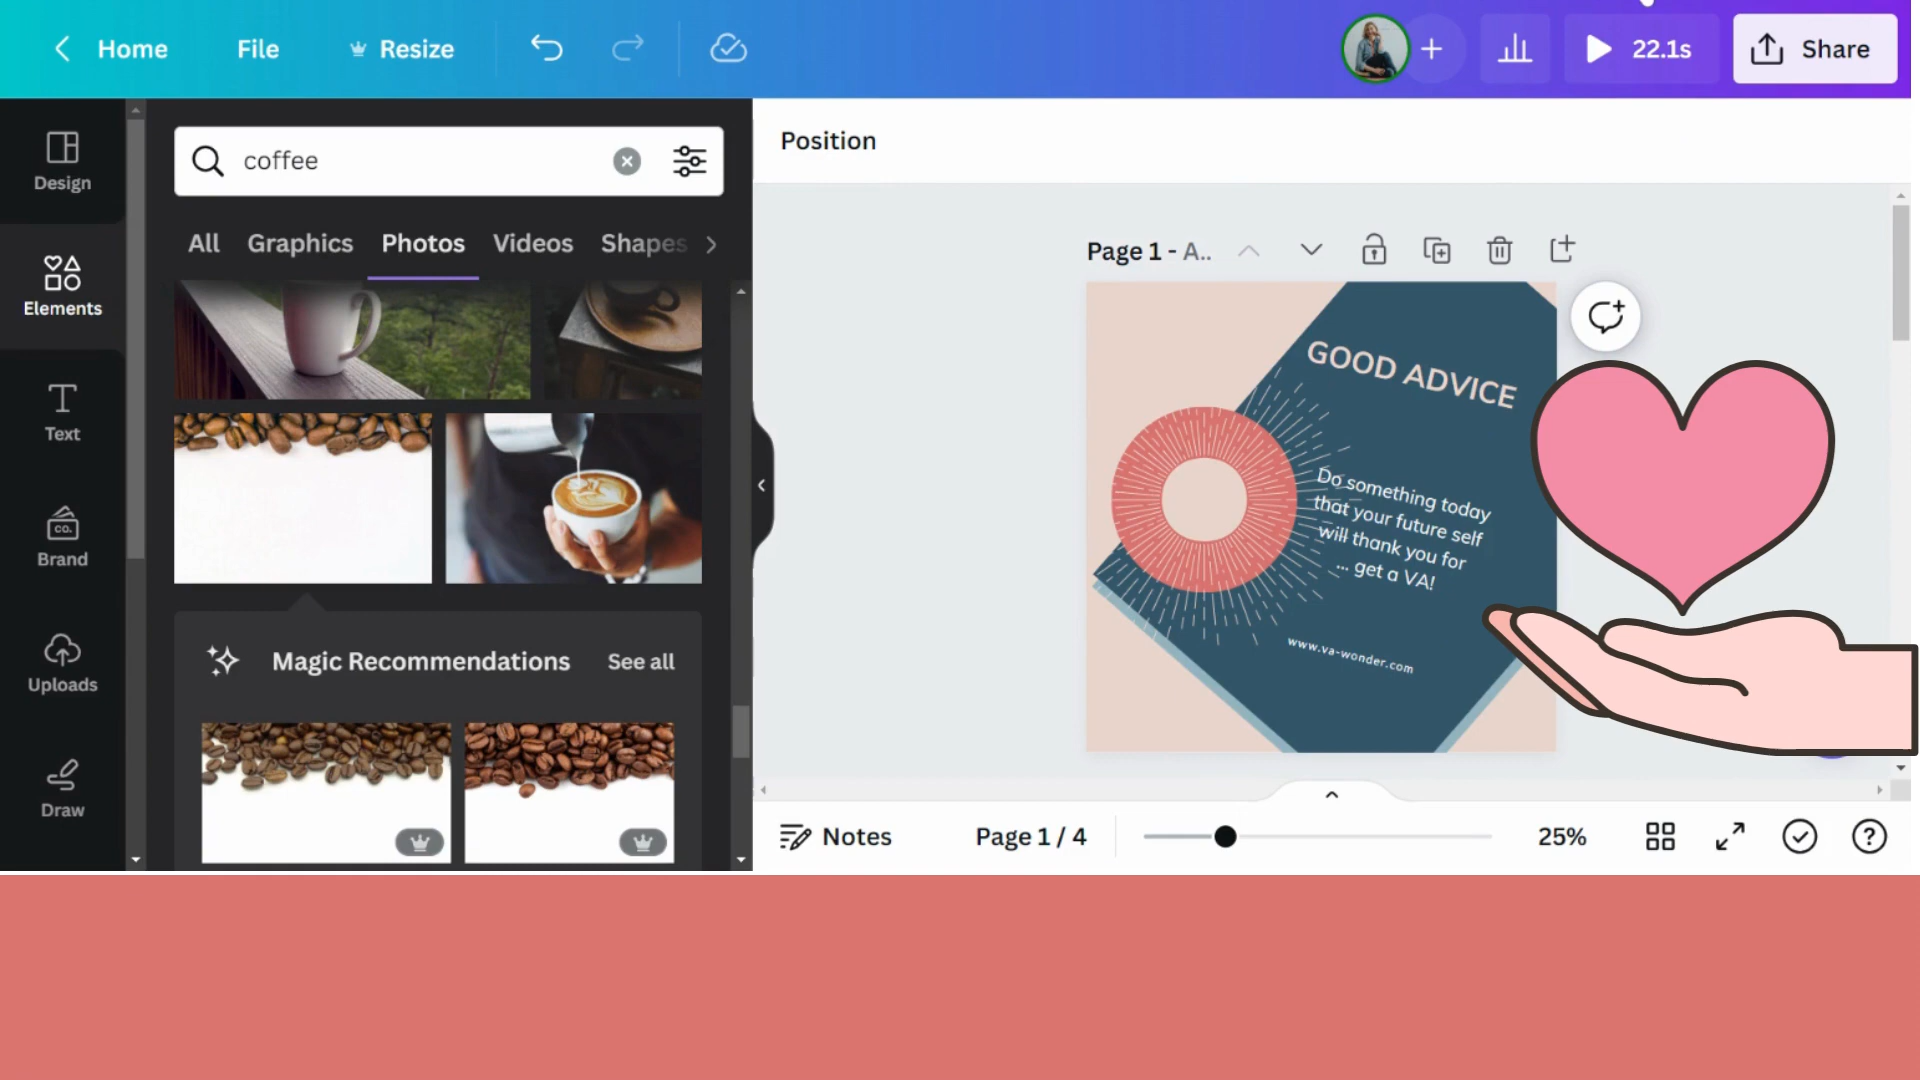 Home
File
Resize
22.1s
Share
Design
Elements
Text
CO.
Brand
Uploads
Draw
coffee
All
Graphics
Photos
Videos
Shapes
Magic Recommendations
See all
Position
Page 1 - A..
GOOD ADVICE
Do something today
that your future self
will thank you for
... get a VA!
www.va-wonder.com
Notes
Page 1 / 4
25%